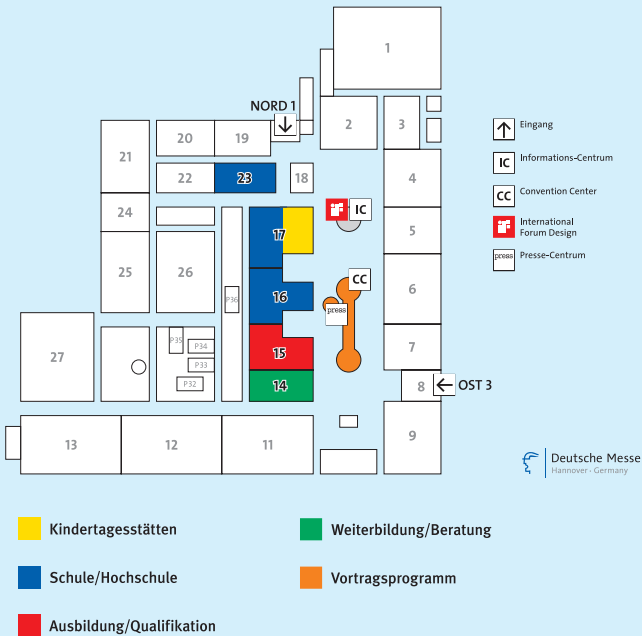 1
NORD 1
2
3
20
19
21
22
23
18
4
24
17
IC
5
25
26
16
CC
6
P36
press
27
P35
P34
15
7
P33
P32
14
8
OST 3
9
13
12
11
Eingang
IC
Informations-Centrum
CC
Convention Center
International
Forum Design
press
Presse-Centrum
Deutsche Messe
Hannover · Germany
Kindertagesstätten
Weiterbildung/Beratung
Schule/Hochschule
Vortragsprogramm
Ausbildung/Qualifikation